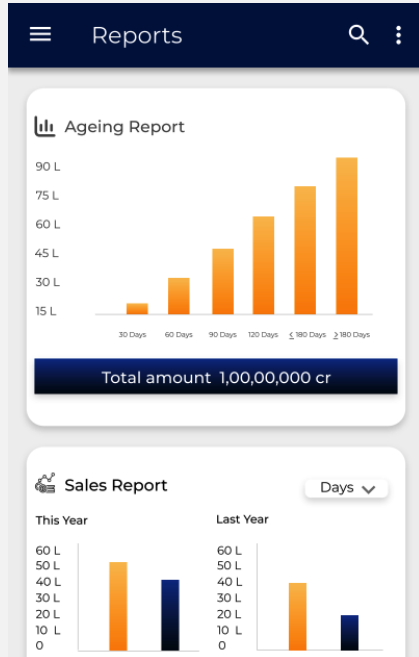 Reports
Ageing Report
90 L
75 L
60 L
45 L
30 L
15 L
30 Days 60 Days 90 Days 120 Days ≤ 180 Days ≥ 180 Days
Total amount 1,00,00,000 cr
Sales Report
Days
This Year
60 L
50 L
40 L
30 L
20 L
10 L
0
Last Year
60 L
50 L
40 L
30 L
20 L
10 L
0